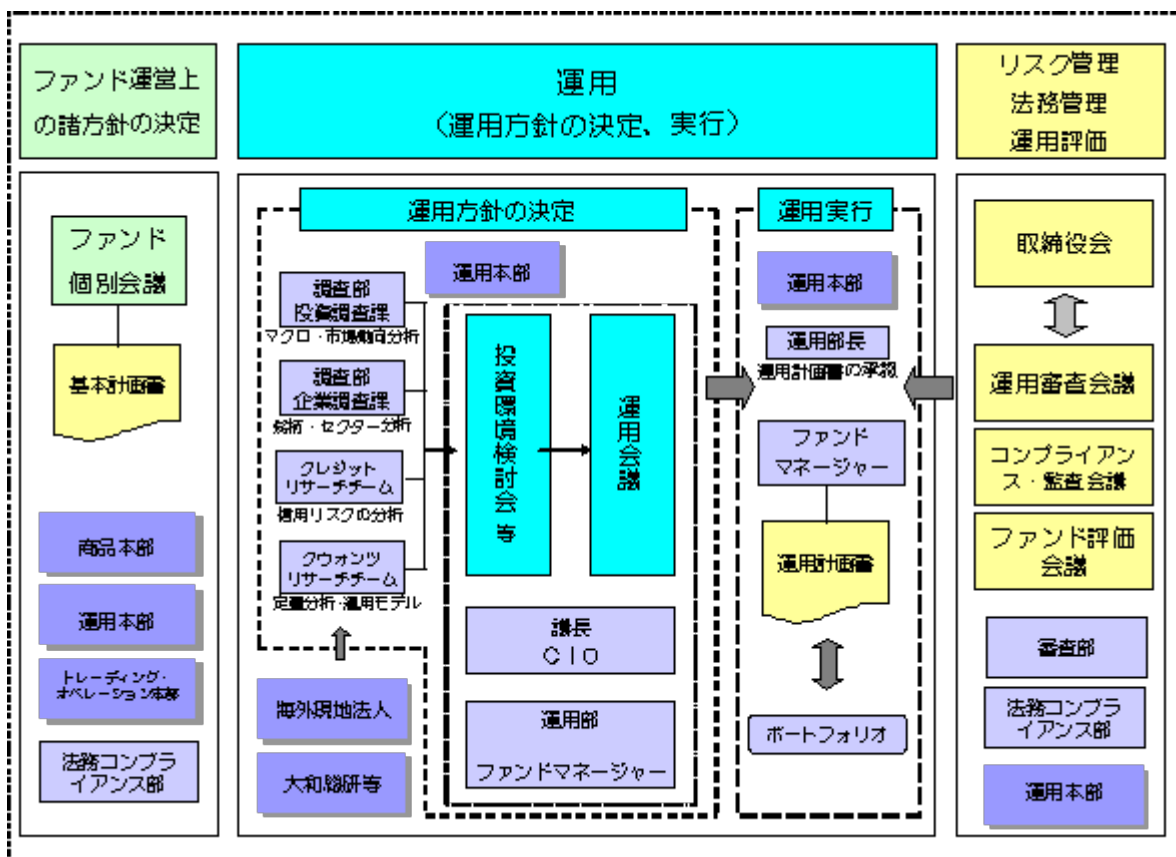 ファンド運営上
の諸方針の決定
運用
（運用方針の決定、実行）
リスク管理
法務管理
運用評価
ファンド
個別会議
基本計画書
商品本部
運用本部
トレーディング・
オペレーション本部
法務コンプラ
イアンス部
運用方針の決定
運用本部
調査部
投資調査課
マクロ・市場動向分析
調査部
企業調査課
銘柄・セクター分析
クレジット
リサーチチーム
信用リスクの分析
クウォンツ
リサーチチーム
定量分析・運用モデル
海外現地法人
大和総研等
投資環境検討会 等
運用会議
議長
CIO
運用部
ファンドマネージャー
運用実行
運用本部
運用部長
運用計画書の承認
ファンド
マネージャー
運用計画書
ポートフォリオ
取締役会
運用審査会議
コンプライアン
ス・監査会議
ファンド評価
会議
審査部
法務コンプラ
イアンス部
運用本部